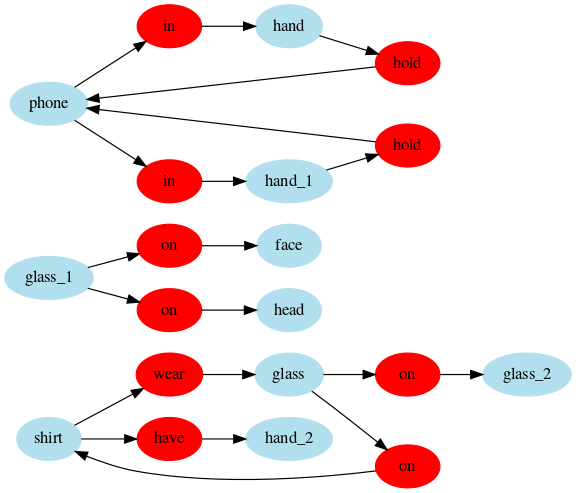 in
hand
hold
phone
hold
in
hand_1
on
face
glass_1
on
head
wear
glass
on
glass_2
shirt
have
hand_2
on